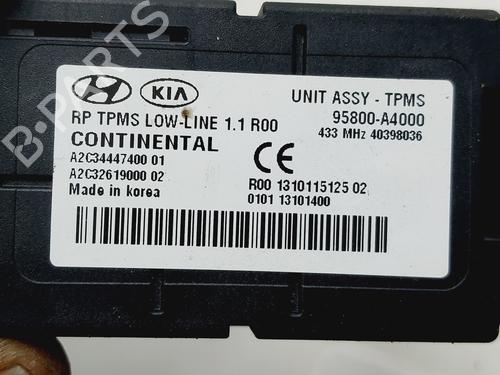 HYUNDAI KIA UNIT ASSY - TPMS
RP TPMS LOW-LINE 1.1 R00 95800-A4000
433 MHz 40398036
CONTINENTAL CE
A2C34447400 01
A2C32619000 02 R00 1310115125 02
Made in korea 0101 13101400
B-PARTS